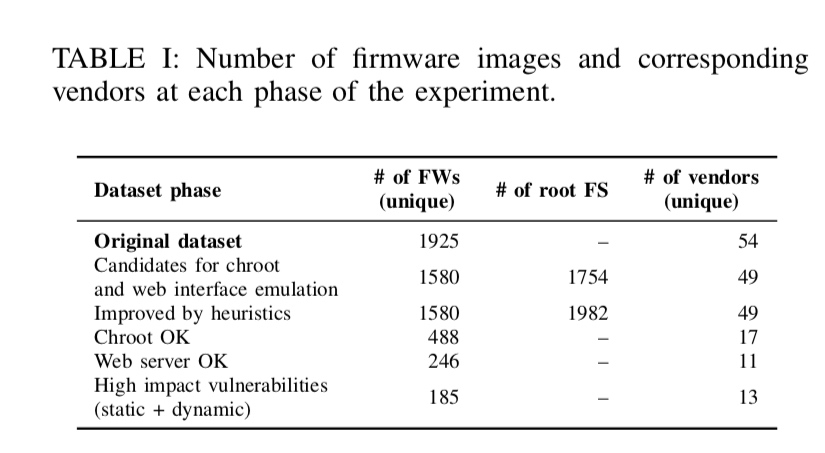 TABLE I: Number of firmware images and corresponding
vendors at each phase of the experiment.
Dataset phase # of FWs (unique) # of root FS # of vendors (unique)
Original dataset 1925 – 54
Candidates for chroot
and web interface emulation 1580 1754 49
Improved by heuristics 1580 1982 49
Chroot OK 488 – 17
Web server OK 246 – 11
High impact vulnerabilities
(static + dynamic) 185 – 13